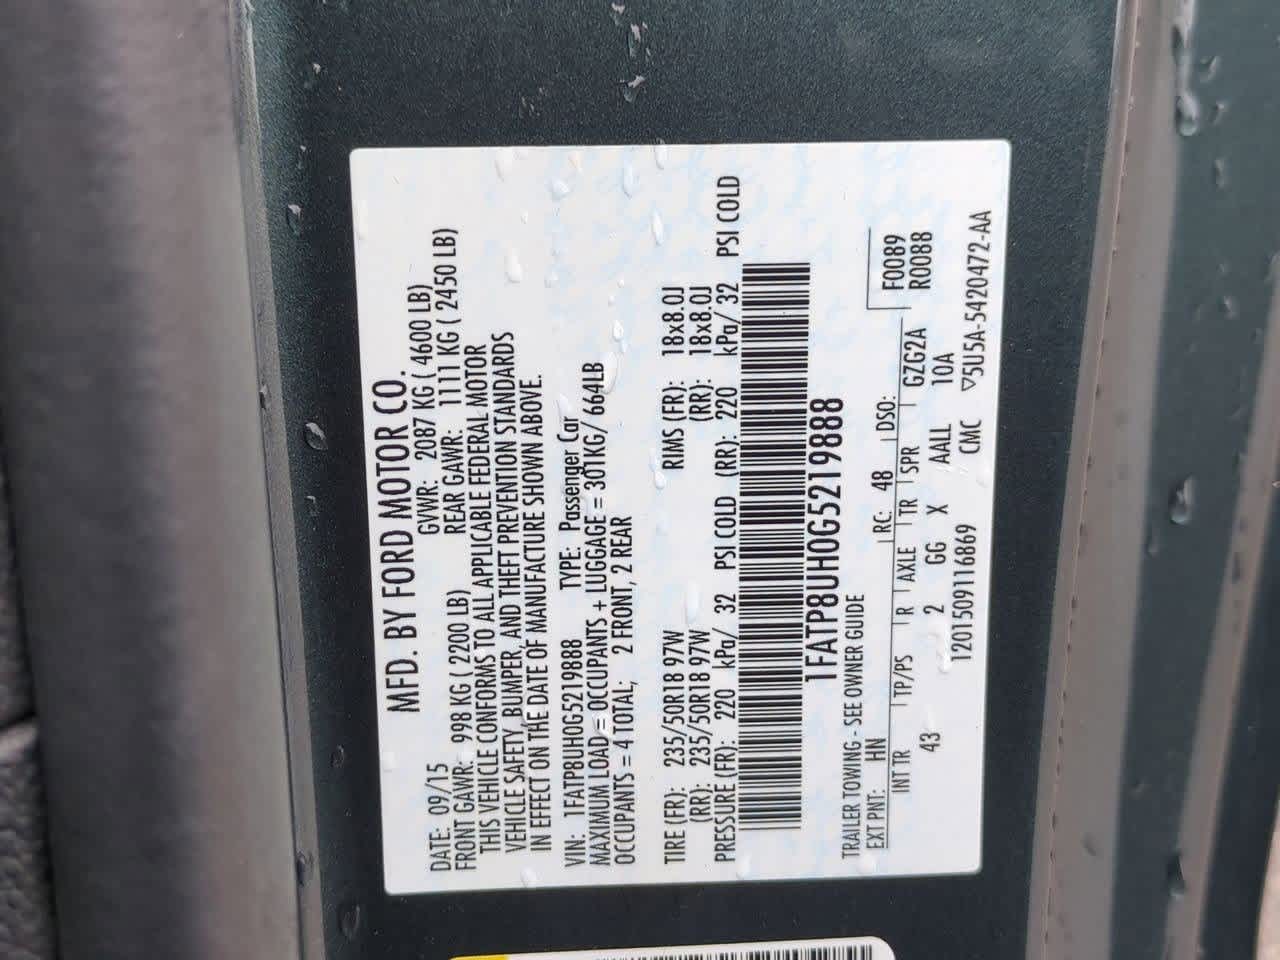 MFD. BY FORD MOTOR CO.
DATE: 09/15 GVWR: 2087 KG ( 4600 LB)
FRONT GAWR: 998 KG ( 2200 LB) REAR GAWR: 1111 KG ( 2450 LB)
THIS VEHICLE CONFORMS TO ALL APPLICABLE FEDERAL MOTOR
VEHICLE SAFETY, BUMPER, AND THEFT PREVENTION STANDARDS
IN EFFECT ON THE DATE OF MANUFACTURE SHOWN ABOVE.
VIN: 1FATP8UH0G5219888 TYPE: Passenger Car
MAXIMUM LOAD = OCCUPANTS + LUGGAGE = 301KG/ 664LB
OCCUPANTS = 4 TOTAL; 2 FRONT, 2 REAR
TIRE (FR): 235/50R18 97W RIMS (FR): 18x8.0J
(RR): 235/50R18 97W (RR): 18x8.0J
PRESSURE (FR): 220 kPa/ 32 PSI COLD (RR): 220 kPa/ 32 PSI COLD
1FATP8UH0G5219888
TRAILER TOWING - SEE OWNER GUIDE
EXT PNT: HN RC: 48 DSO: F0089
R0088
INT TR TP/PS R AXLE TR SPR GZG2A
43 2 GG X AALL 10A
1201509116869 CMC ▽5U5A-5420472-AA